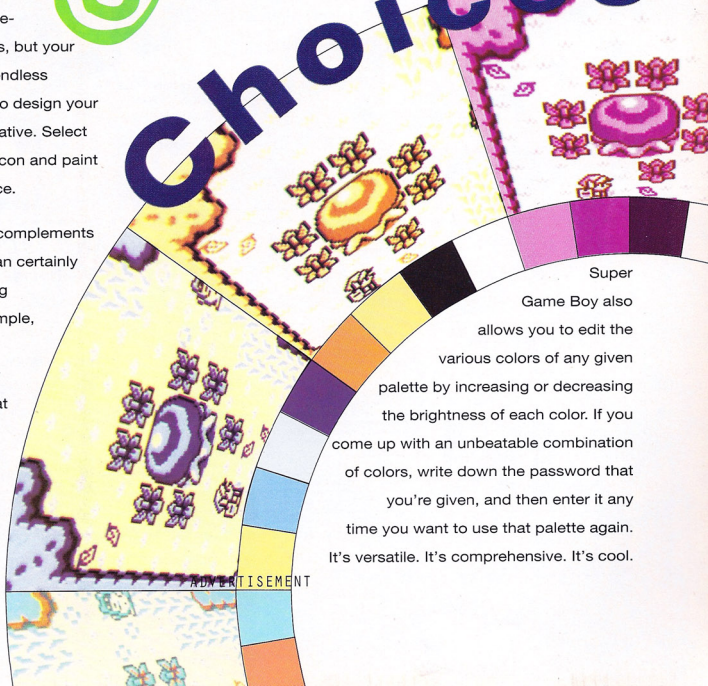 Choices
e-
s, but your
ndless
o design your
ative. Select
con and paint
ce.
complements
an certainly
g
mple,
at
Super
Game Boy also
allows you to edit the
various colors of any given
palette by increasing or decreasing
the brightness of each color. If you
come up with an unbeatable combination
of colors, write down the password that
you're given, and then enter it any
time you want to use that palette again.
It's versatile. It's comprehensive. It's cool.
ADVERTISEMENT